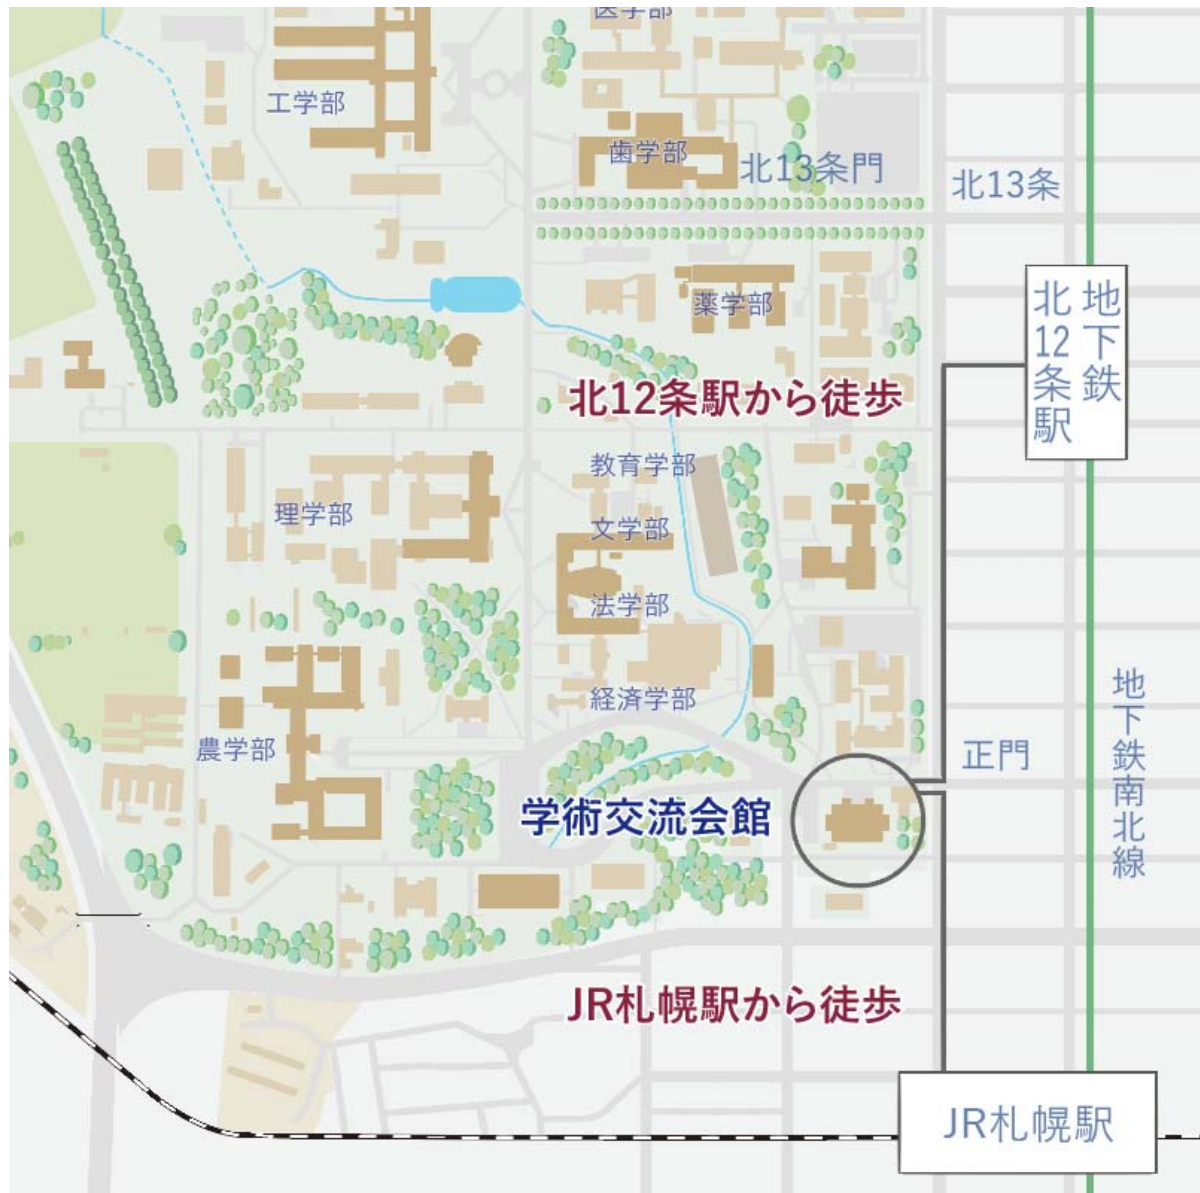 医学部
工学部
歯学部
北13条門
北13条
薬学部
地下鉄
北12条駅
北12条駅から徒歩
教育学部
理学部
文学部
法学部
経済学部
農学部
正門
地下鉄南北線
学術交流会館
JR札幌駅から徒歩
JR札幌駅